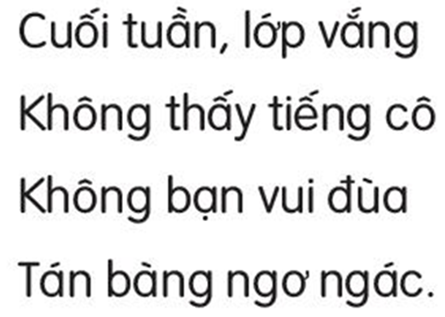 Cuối tuần, lớp vắng
Không thấy tiếng cô
Không bạn vui đùa
Tán bàng ngơ ngác.